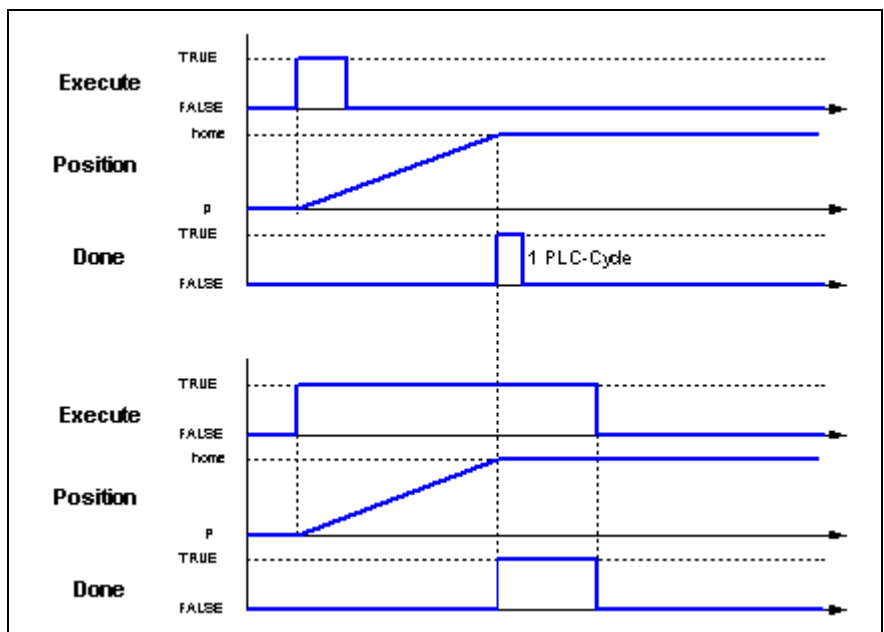 TRUE
Execute
FALSE
home
Position
p
TRUE
Done
1 PLC-Cycle
FALSE
TRUE
Execute
FALSE
home
Position
P
TRUE
Done
FALSE